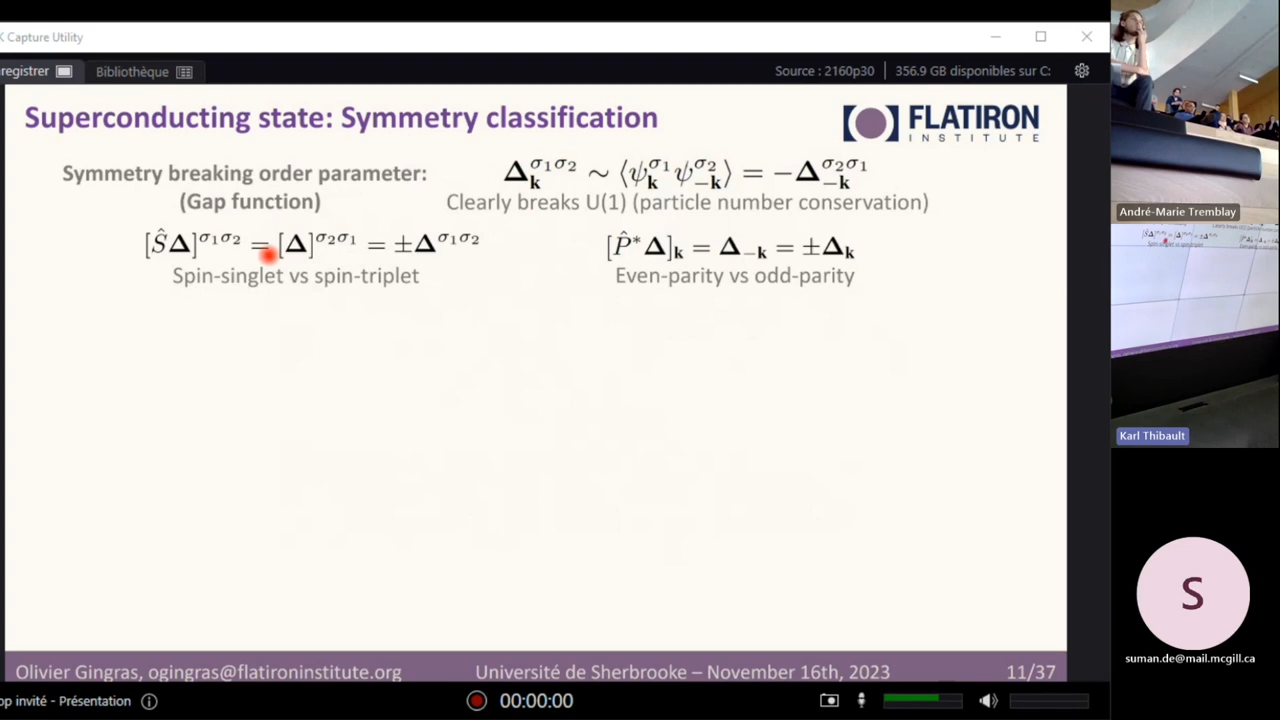 Capture Utility
registrer
Bibliothèque
Source : 2160p30
356.9 GB disponibles sur C:
Superconducting state: Symmetry classification
FLATIRON
INSTITUTE
Symmetry breaking order parameter:
(Gap function)
Δ_k^{σ1σ2} ∼ ⟨ψ_k^{σ1} ψ_{-k}^{σ2}⟩ = −Δ_{-k}^{σ2σ1}
Clearly breaks U(1) (particle number conservation)
[ŜΔ]^{σ1σ2} = [Δ]^{σ2σ1} = ±Δ^{σ1σ2}
Spin-singlet vs spin-triplet
[P̂*Δ]_k = Δ_{-k} = ±Δ_k
Even-parity vs odd-parity
Olivier Gingras, ogingras@flatironinstitute.org
Université de Sherbrooke – November 16th, 2023
11/37
invité - Présentation
00:00:00
André-Marie Tremblay
Karl Thibault
S
suman.de@mail.mcgill.ca